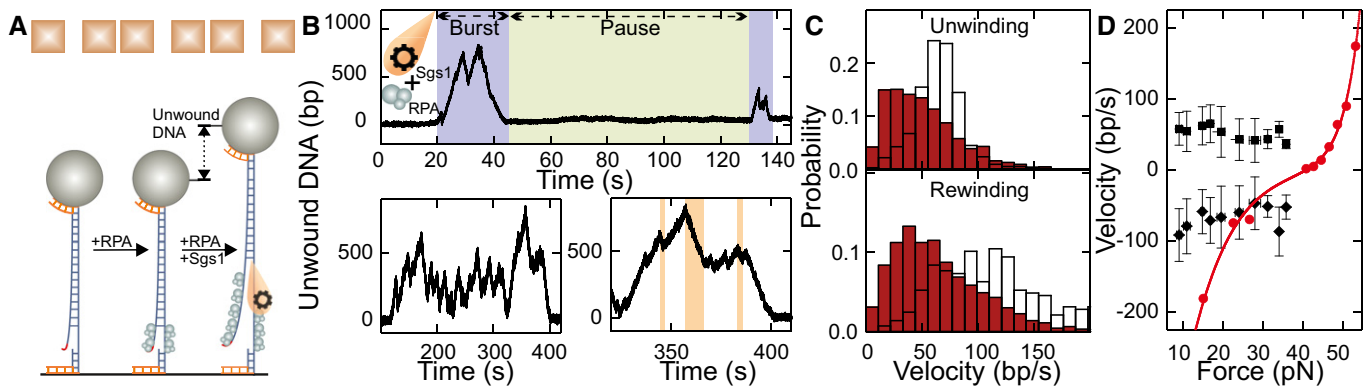 A
Unwound
DNA
+RPA
+RPA
+Sgs1
B
Unwound DNA (bp)
1000
500
0
Burst
Pause
Sgs1
+
RPA
0 20 40 60 80 100 120 140
Time (s)
500
0
200 300 400
Time (s)
500
0
350 400
Time (s)
C
Probability
Unwinding
0.2
0.1
0.0
Rewinding
0.1
0.0
0 50 100 150
Velocity (bp/s)
D
Velocity (bp/s)
200
100
0
-100
-200
10 20 30 40 50
Force (pN)